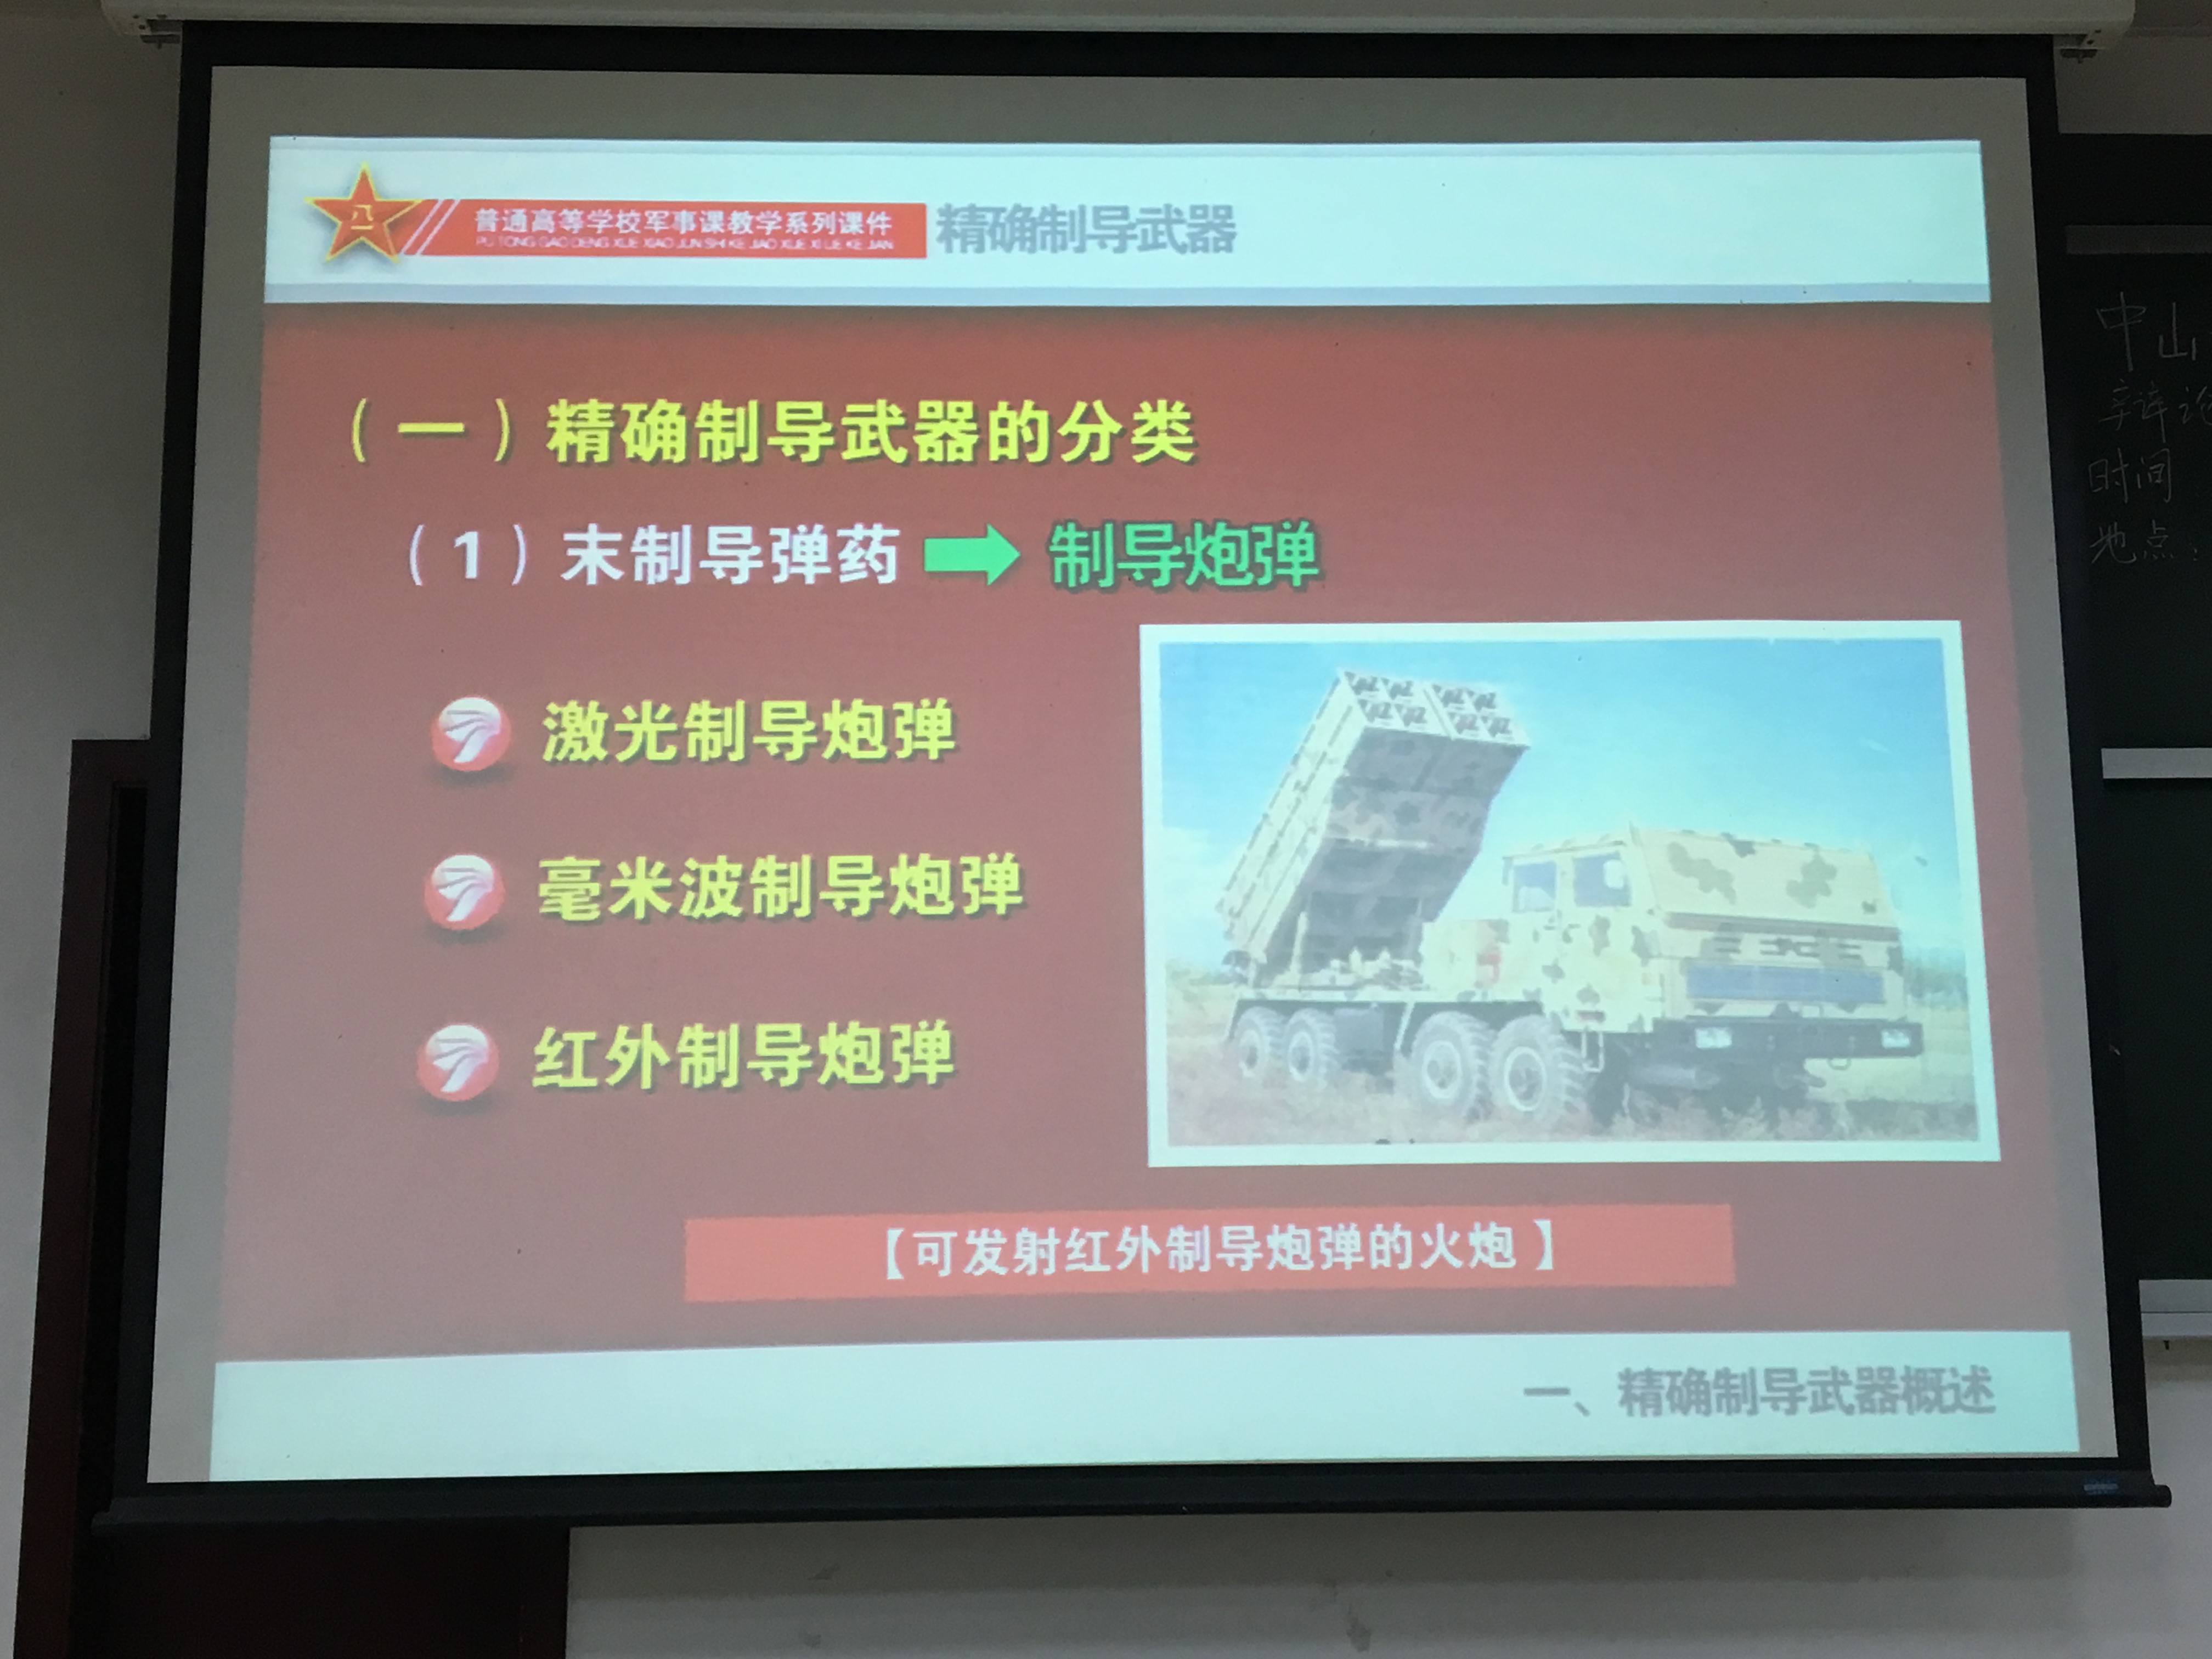 普通高等学校军事课教学系列课件
PU TONG GAO DENG XUE XIAO JUN SHI KE JIAO XUE XI LIE KE JIAN
精确制导武器
八一
（一）精确制导武器的分类
（1）末制导弹药 制导炮弹
激光制导炮弹
毫米波制导炮弹
红外制导炮弹
【可发射红外制导炮弹的火炮】
一、精确制导武器概述
中山
辩论
时间
地点：